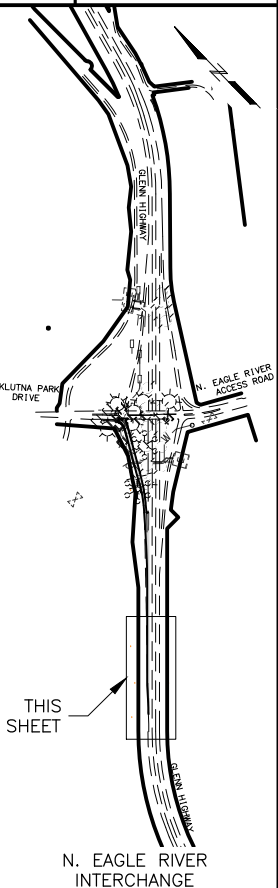 GLENN HIGHWAY
KLUTNA PARK
DRIVE
N. EAGLE RIVER
ACCESS ROAD
THIS
SHEET
GLENN HIGHWAY
N. EAGLE RIVER
INTERCHANGE